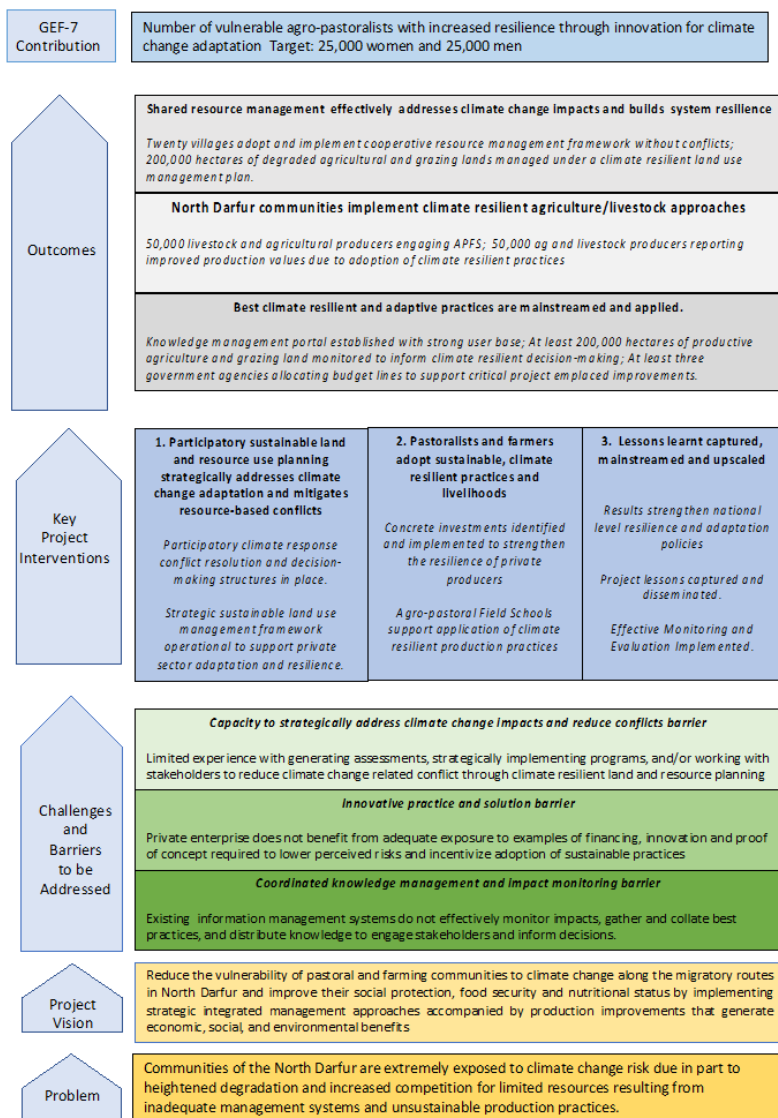 GEF-7
Contribution
Number of vulnerable agro-pastoralists with increased resilience through innovation for climate
change adaptation Target: 25,000 women and 25,000 men
Outcomes
Shared resource management effectively addresses climate change impacts and builds system resilience
Twenty villages adopt and implement cooperative resource management framework without conflicts;
200,000 hectares of degraded agricultural and grazing lands managed under a climate resilient land use
management plan.
North Darfur communities implement climate resilient agriculture/livestock approaches
50,000 livestock and agricultural producers engaging APFS; 50,000 ag and livestock producers reporting
improved production values due to adoption of climate resilient practices
Best climate resilient and adaptive practices are mainstreamed and applied.
Knowledge management portal established with strong user base; At least 200,000 hectares of productive
agriculture and grazing land monitored to inform climate resilient decision-making; At least three
government agencies allocating budget lines to support critical project emplaced improvements.
Key
Project
Interventions
1. Participatory sustainable land
and resource use planning
strategically addresses climate
change adaptation and mitigates
resource-based conflicts
Participatory climate response
conflict resolution and decision-
making structures in place.
Strategic sustainable land use
management framework
operational to support private
sector adaptation and resilience.
2. Pastoralists and farmers
adopt sustainable, climate
resilient practices and
livelihoods
Concrete investments identified
and implemented to strengthen
the resilience of private
producers
Agro-pastoral Field Schools
support application of climate
resilient production practices
3. Lessons learnt captured,
mainstreamed and upscaled
Results strengthen national
level resilience and adaptation
policies
Project lessons captured and
disseminated.
Effective Monitoring and
Evaluation Implemented.
Challenges
and
Barriers
to be
Addressed
Capacity to strategically address climate change impacts and reduce conflicts barrier
Limited experience with generating assessments, strategically implementing programs, and/or working with
stakeholders to reduce climate change related conflict through climate resilient land and resource planning
Innovative practice and solution barrier
Private enterprise does not benefit from adequate exposure to examples of financing, innovation and proof
of concept required to lower perceived risks and incentivize adoption of sustainable practices
Coordinated knowledge management and impact monitoring barrier
Existing information management systems do not effectively monitor impacts, gather and collate best
practices, and distribute knowledge to engage stakeholders and inform decisions.
Project
Vision
Reduce the vulnerability of pastoral and farming communities to climate change along the migratory routes
in North Darfur and improve their social protection, food security and nutritional status by implementing
strategic integrated management approaches accompanied by production improvements that generate
economic, social, and environmental benefits
Problem
Communities of the North Darfur are extremely exposed to climate change risk due in part to
heightened degradation and increased competition for limited resources resulting from
inadequate management systems and unsustainable production practices.